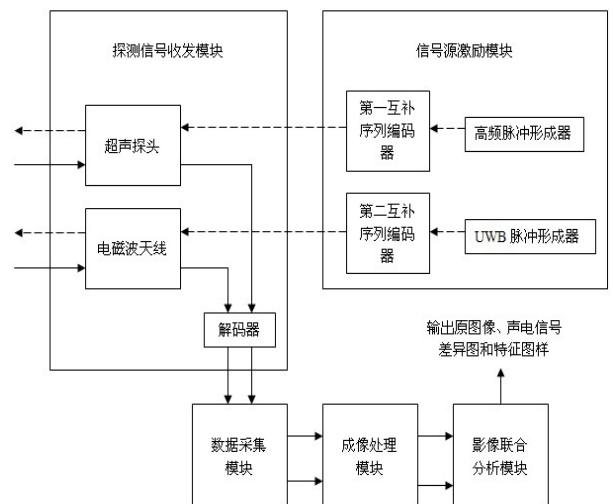 探测信号收发模块
信号源激励模块
超声探头
第一互补
序列编码
器
高频脉冲形成器
电磁波天线
第二互补
序列编码
器
UWB 脉冲形成器
解码器
输出原图像、声电信号
差异图和特征图样
数据采集
模块
成像处理
模块
影像联合
分析模块